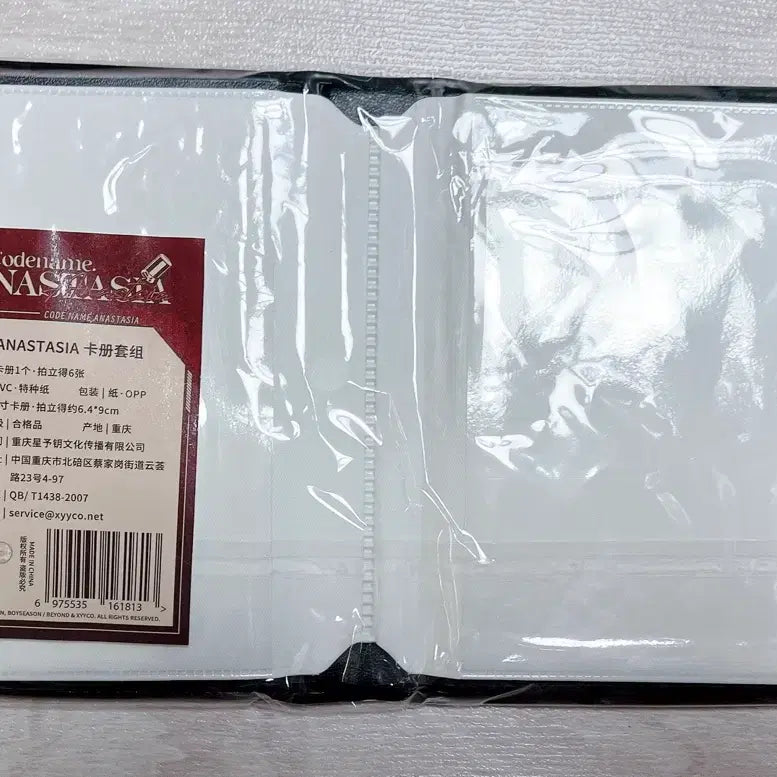 Codename.
NASTASIA
CODE NAME.ANASTASIA
ANASTASIA 卡册套组
卡册1个·拍立得6张
VC·特种纸 包装 | 纸·OPP
寸卡册·拍立得约6.4*9cm
| 合格品 产地 | 重庆
| 重庆星予钥文化传播有限公司
| 中国重庆市北碚区蔡家岗街道云荟
路23号4-97
| QB/ T1438-2007
| service@xyyco.net
版权所有 盗版必究
MADE IN CHINA
6 975535 161813 >
N, BOYSEASON / BEYOND & XYYCO. ALL RIGHTS RESERVED.